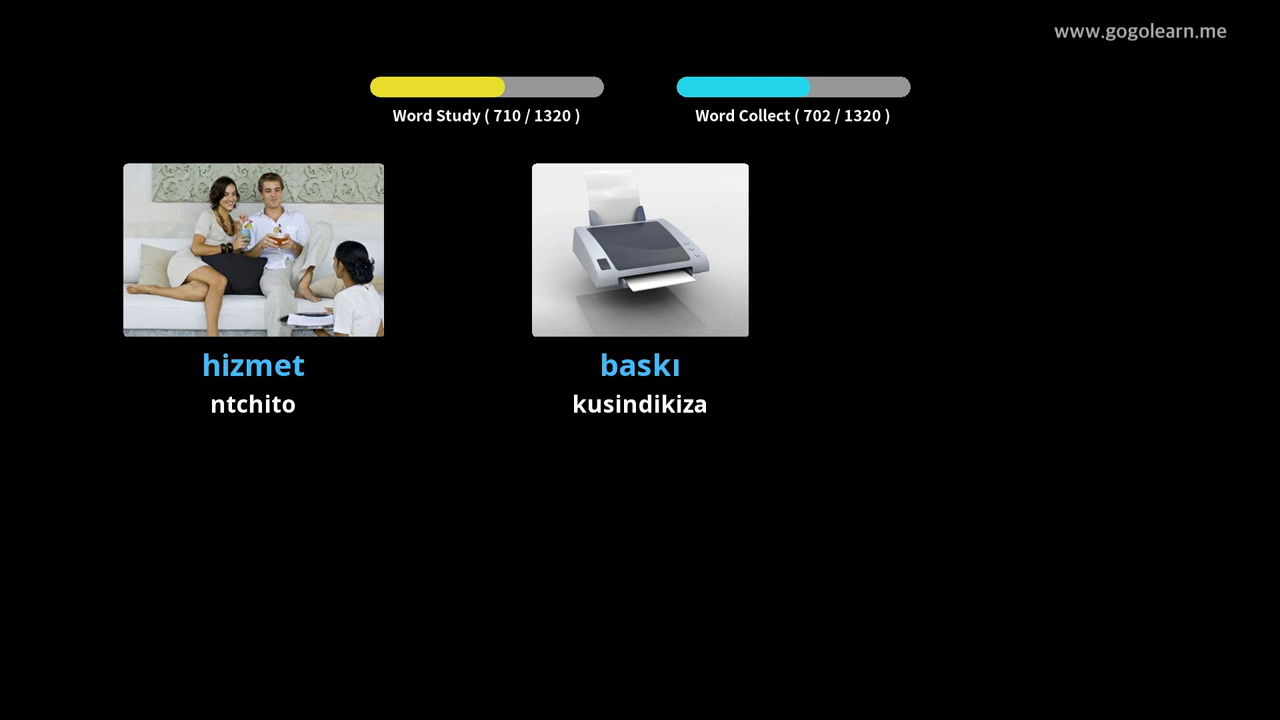 www.gogolearn.me
Word Study ( 710 / 1320 )
Word Collect ( 702 / 1320 )
hizmet
ntchito
baskı
kusindikiza